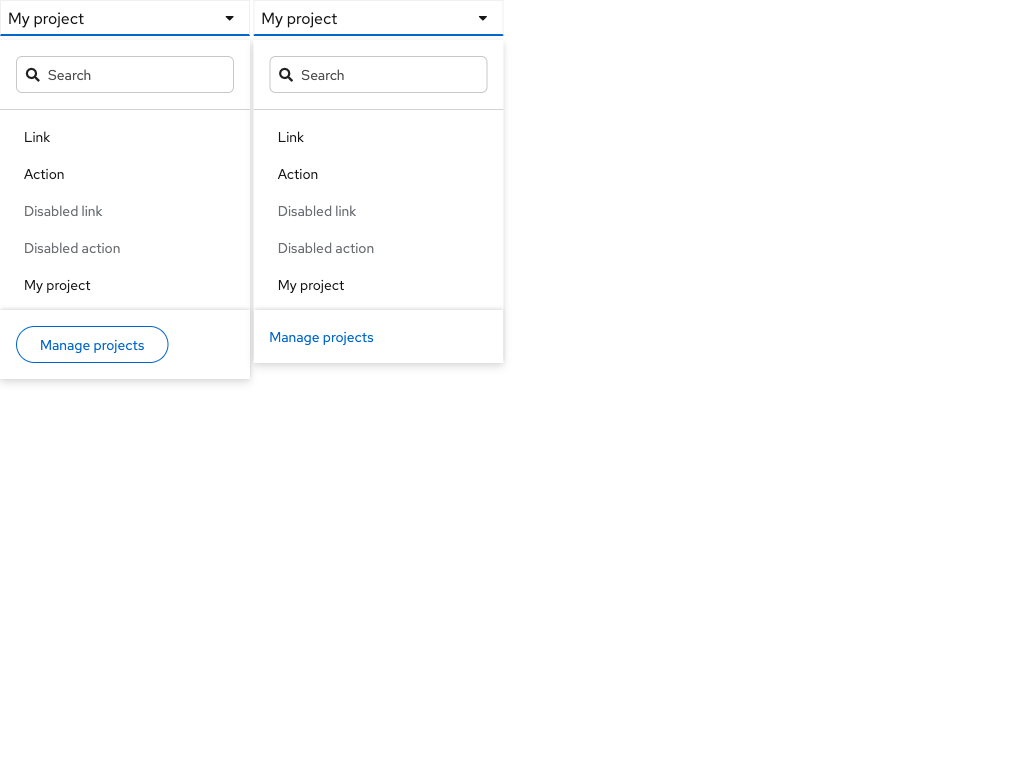 My project
Search
Link
Action
Disabled link
Disabled action
My project
Manage projects
My project
Search
Link
Action
Disabled link
Disabled action
My project
Manage projects